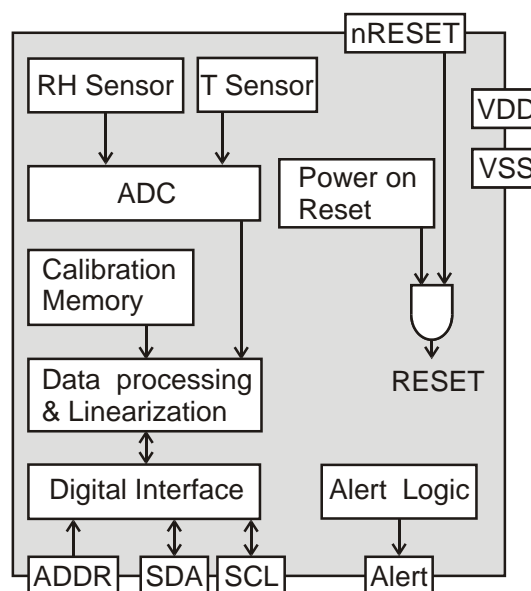 nRESET
RH Sensor
T Sensor
VDD
VSS
ADC
Power on
Reset
Calibration
Memory
RESET
Data processing
& Linearization
Digital Interface
Alert Logic
ADDR
SDA
SCL
Alert